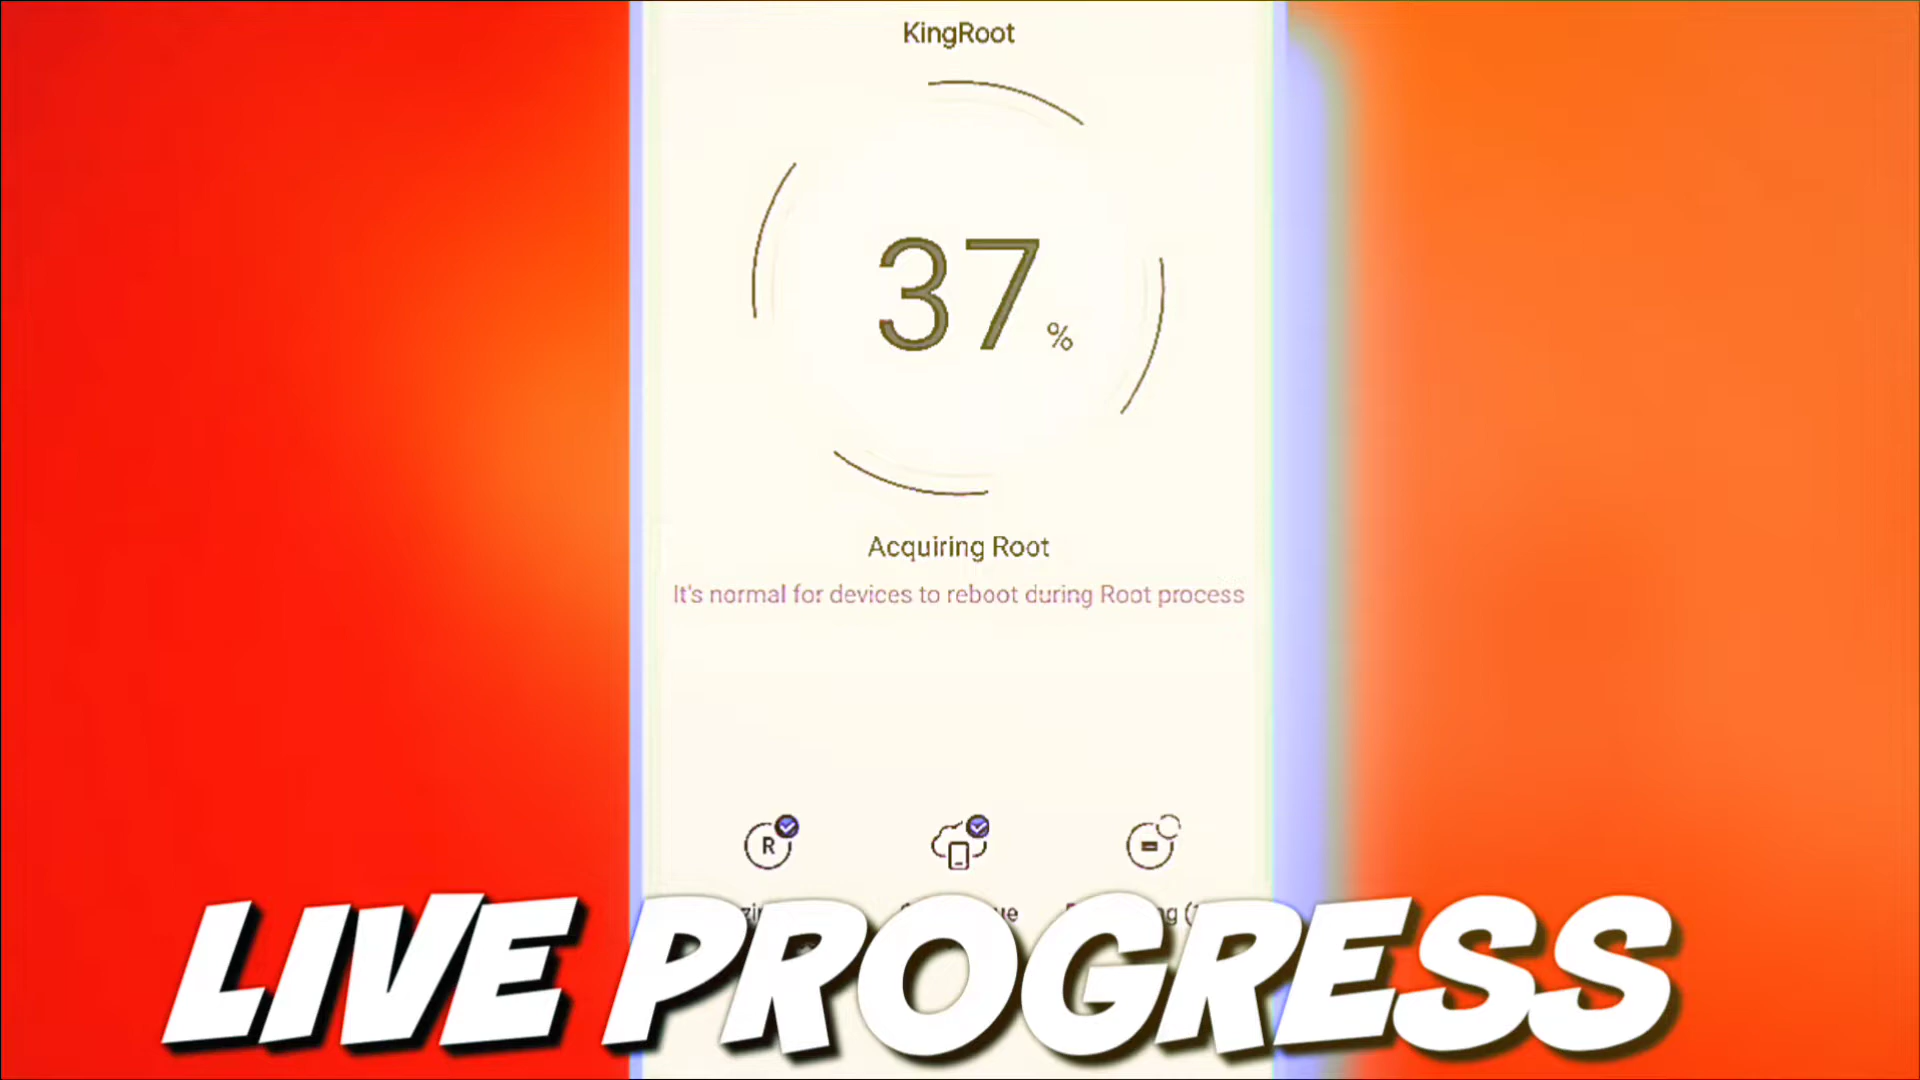 KingRoot
37 %
Acquiring Root
It's normal for devices to reboot during Root process
R
LIVE PROGRESS